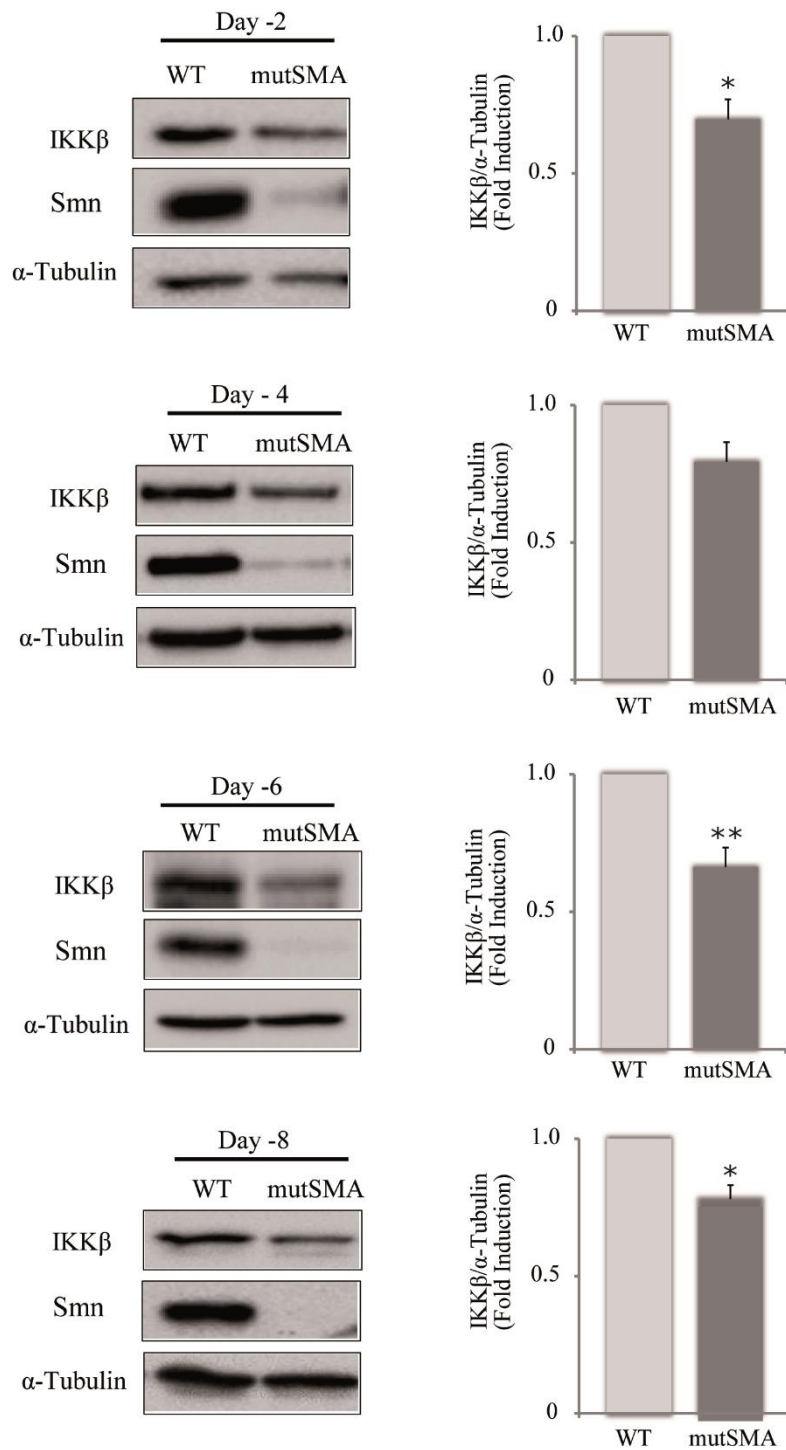 Day -2
WT mutSMA
IKKβ
Smn
α-Tubulin
1.0
0.5
0
IKKβ/α-Tubulin
(Fold Induction)
*
WT mutSMA
Day - 4
WT mutSMA
IKKβ
Smn
α-Tubulin
1.0
0.5
0
IKKβ/α-Tubulin
(Fold Induction)
WT mutSMA
Day -6
WT mutSMA
IKKβ
Smn
α-Tubulin
1.0
0.5
0
IKKβ/α-Tubulin
(Fold Induction)
**
WT mutSMA
Day -8
WT mutSMA
IKKβ
Smn
α-Tubulin
1.0
0.5
0
IKKβ/α-Tubulin
(Fold Induction)
*
WT mutSMA